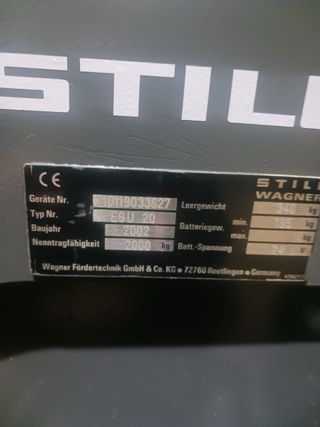 STILL
CE
STILL
WAGNER
Geräte Nr. Leergewicht 340 kg
Typ Nr. EGU 20 Batteriegew. min. kg
Baujahr 2002 max. kg
Nenntragfähigkeit 2000 kg Batt.-Spannung 24 V
Wagner Fördertechnik GmbH & Co. KG ● 72760 Reutlingen ● Germany